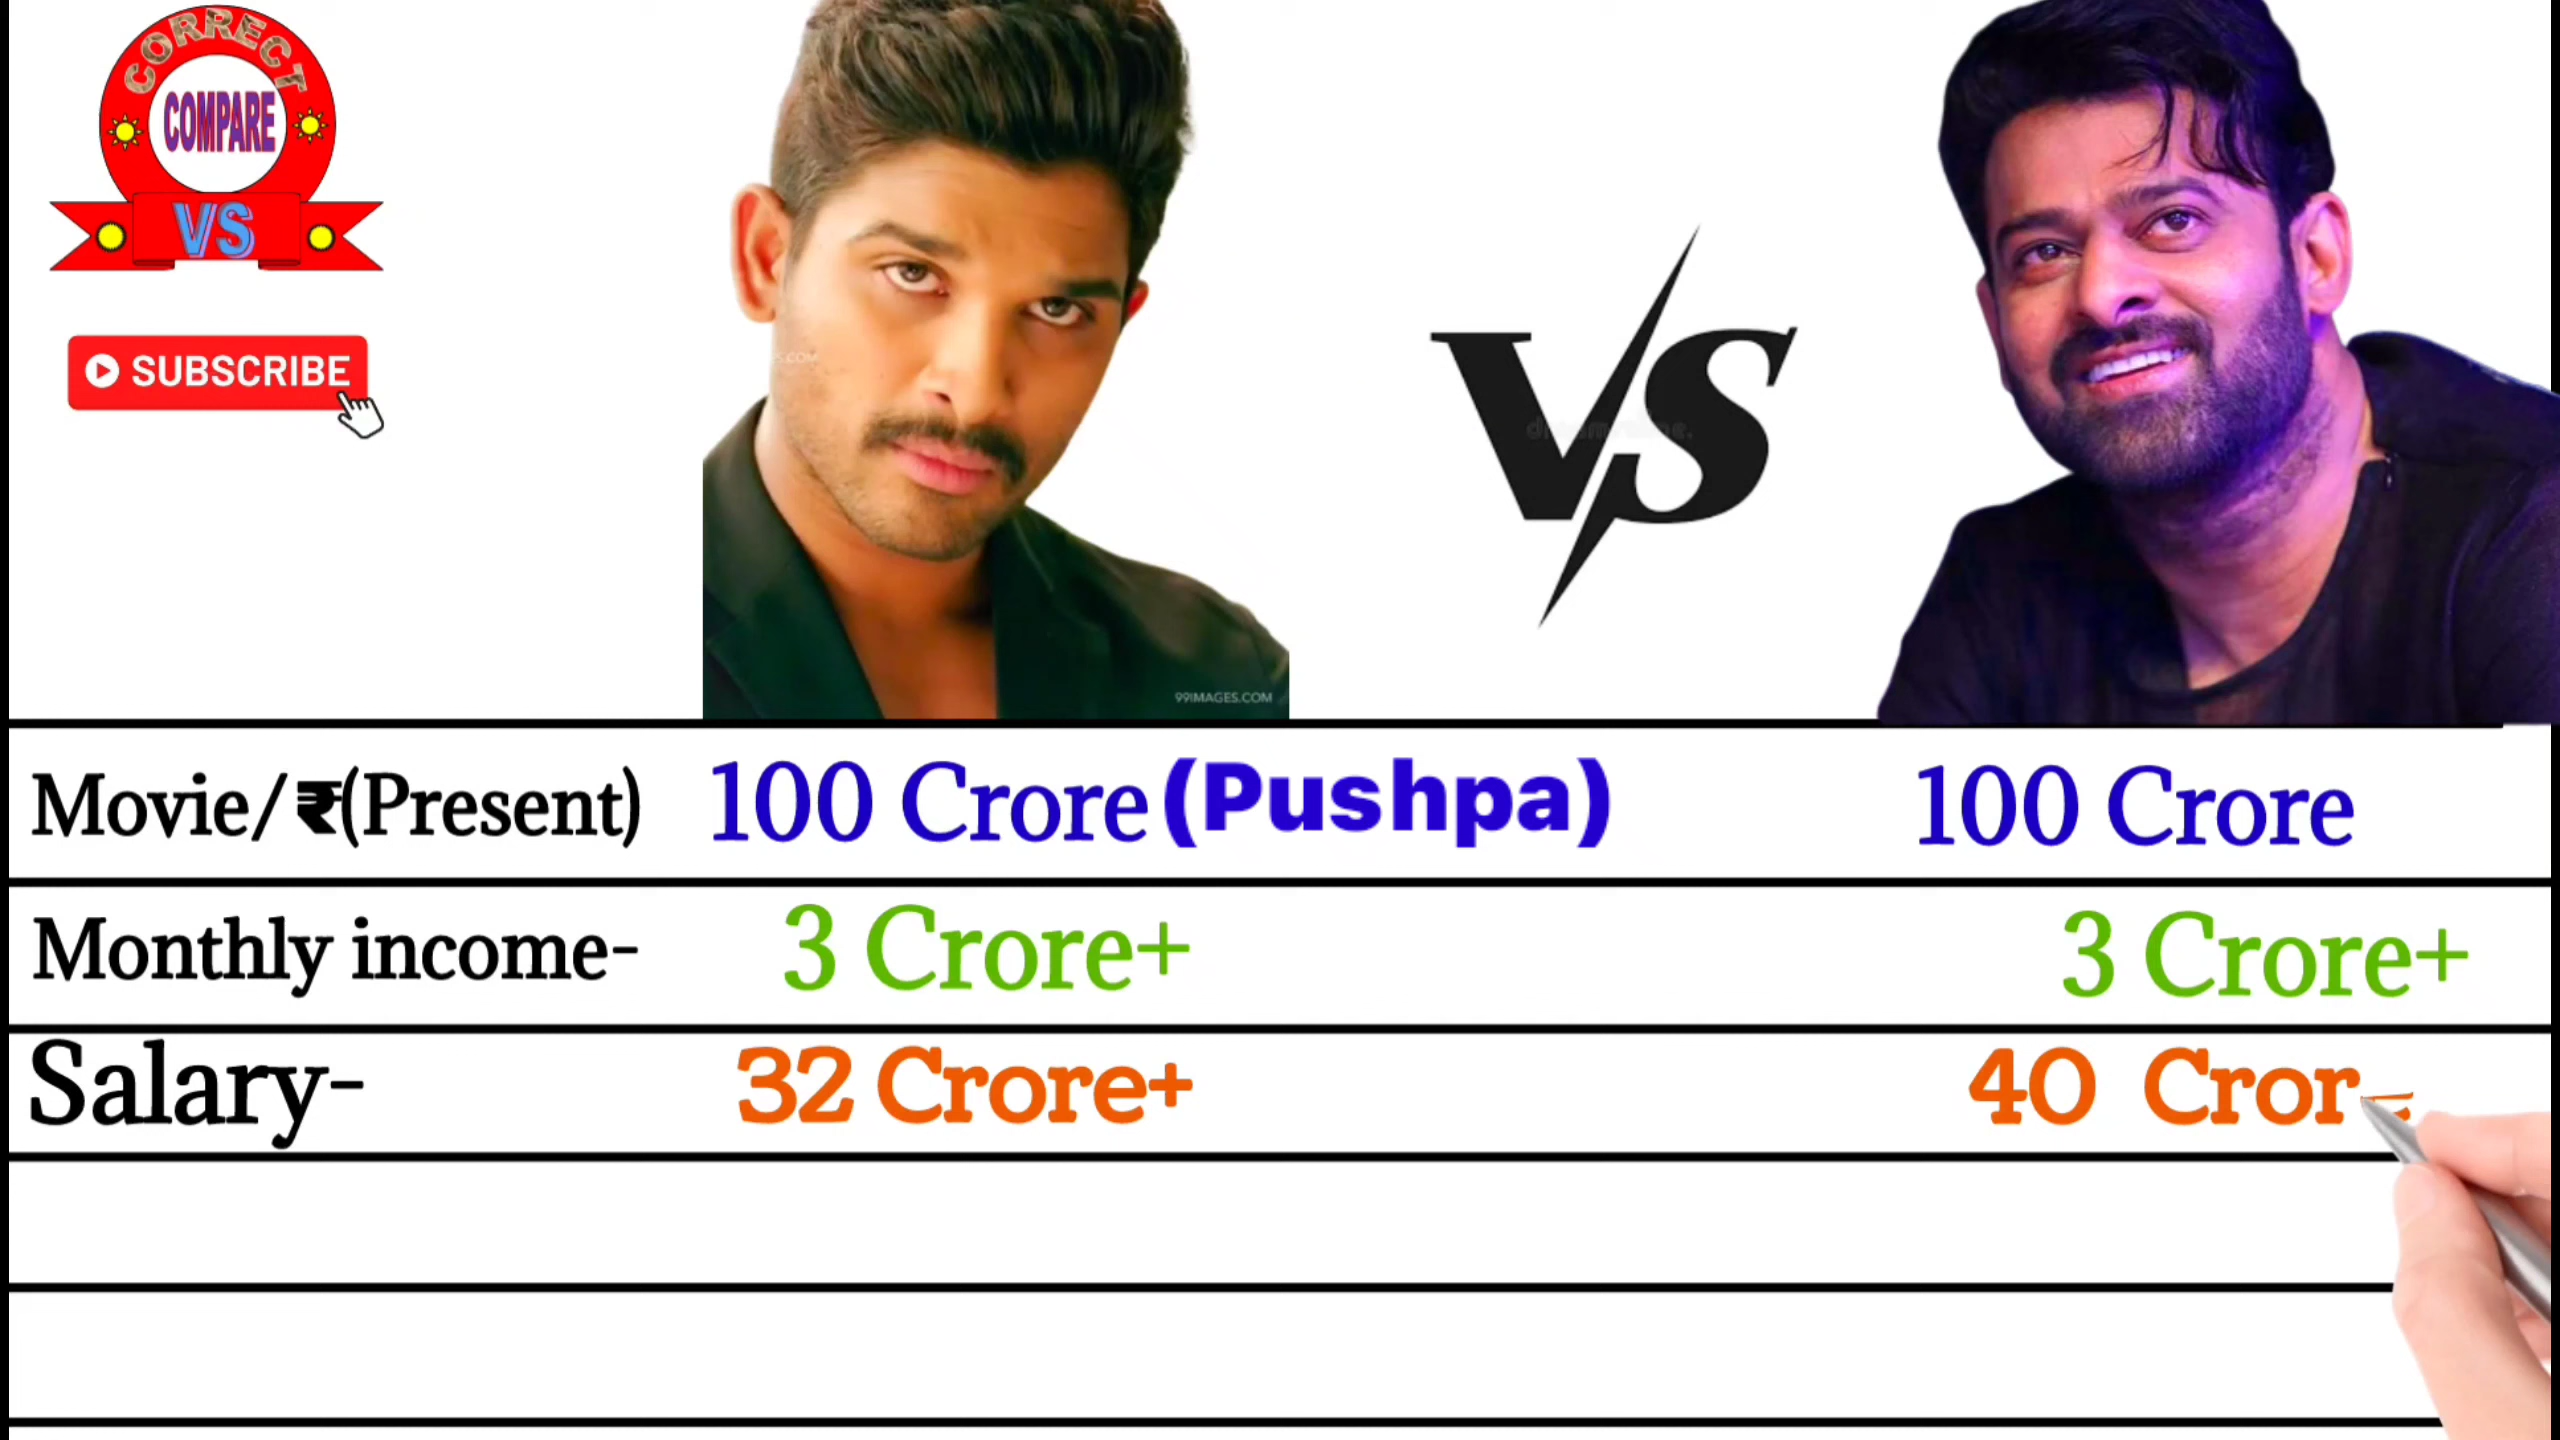 CORRECT
COMPARE
VS
SUBSCRIBE
VS
99IMAGES.COM
Movie/₹(Present) 100 Crore (Pushpa) 100 Crore
Monthly income- 3 Crore+ 3 Crore+
Salary- 32 Crore+ 40 Cror